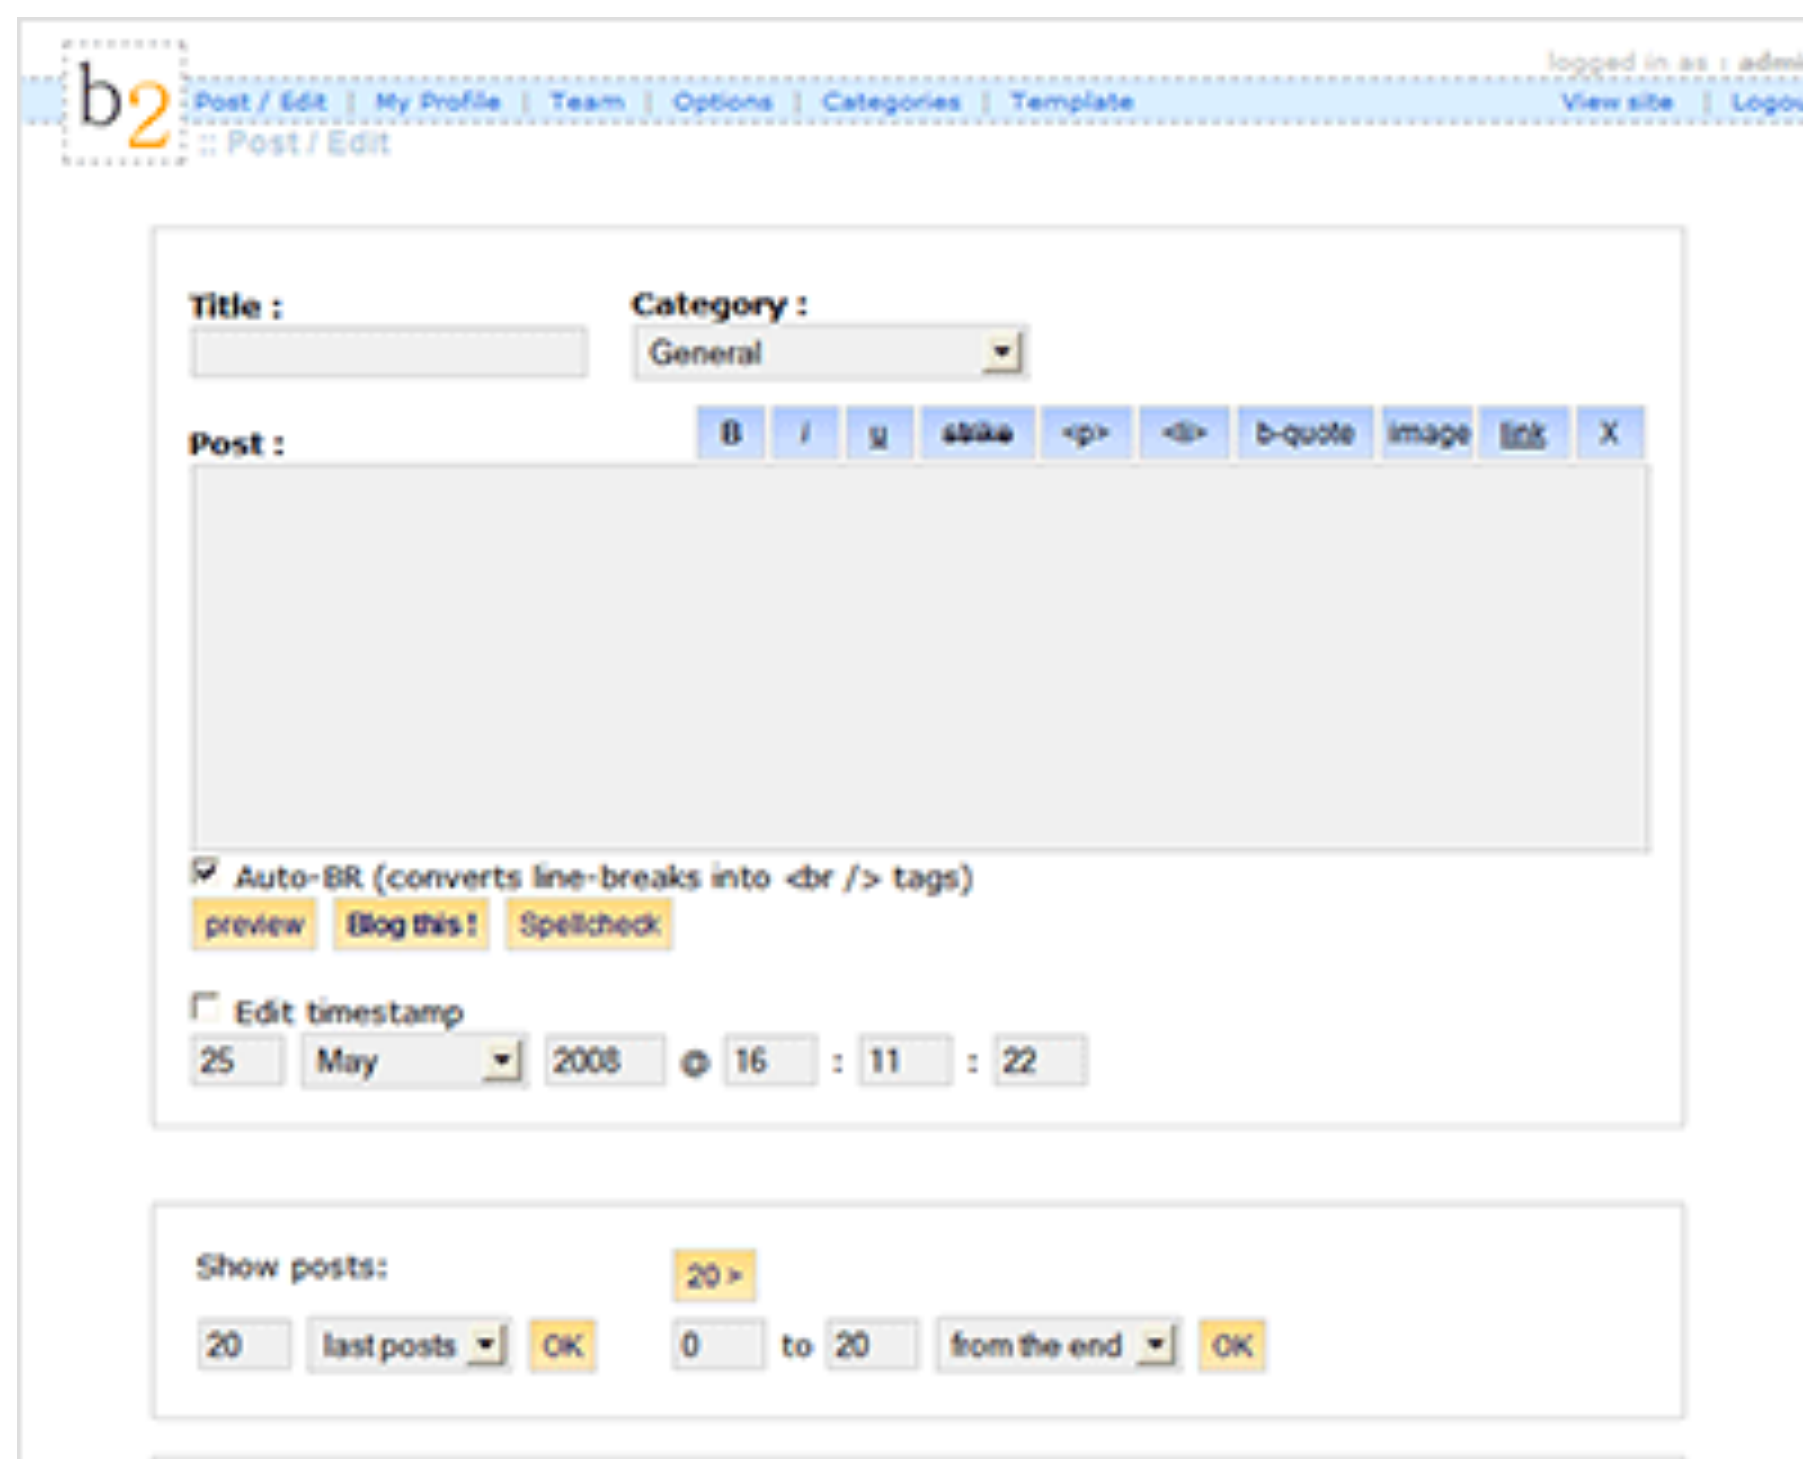 logged in as : admi
b2
Post / Edit | My Profile | Team | Options | Categories | Template View site | Logou
:: Post / Edit
Title : Category :
General
Post : B i u strike <p> <li> b-quote image link X
Auto-BR (converts line-breaks into <br /> tags)
preview Blog this ! Spellcheck
Edit timestamp
25 May 2008 @ 16 : 11 : 22
Show posts: 20 >
20 last posts OK 0 to 20 from the end OK